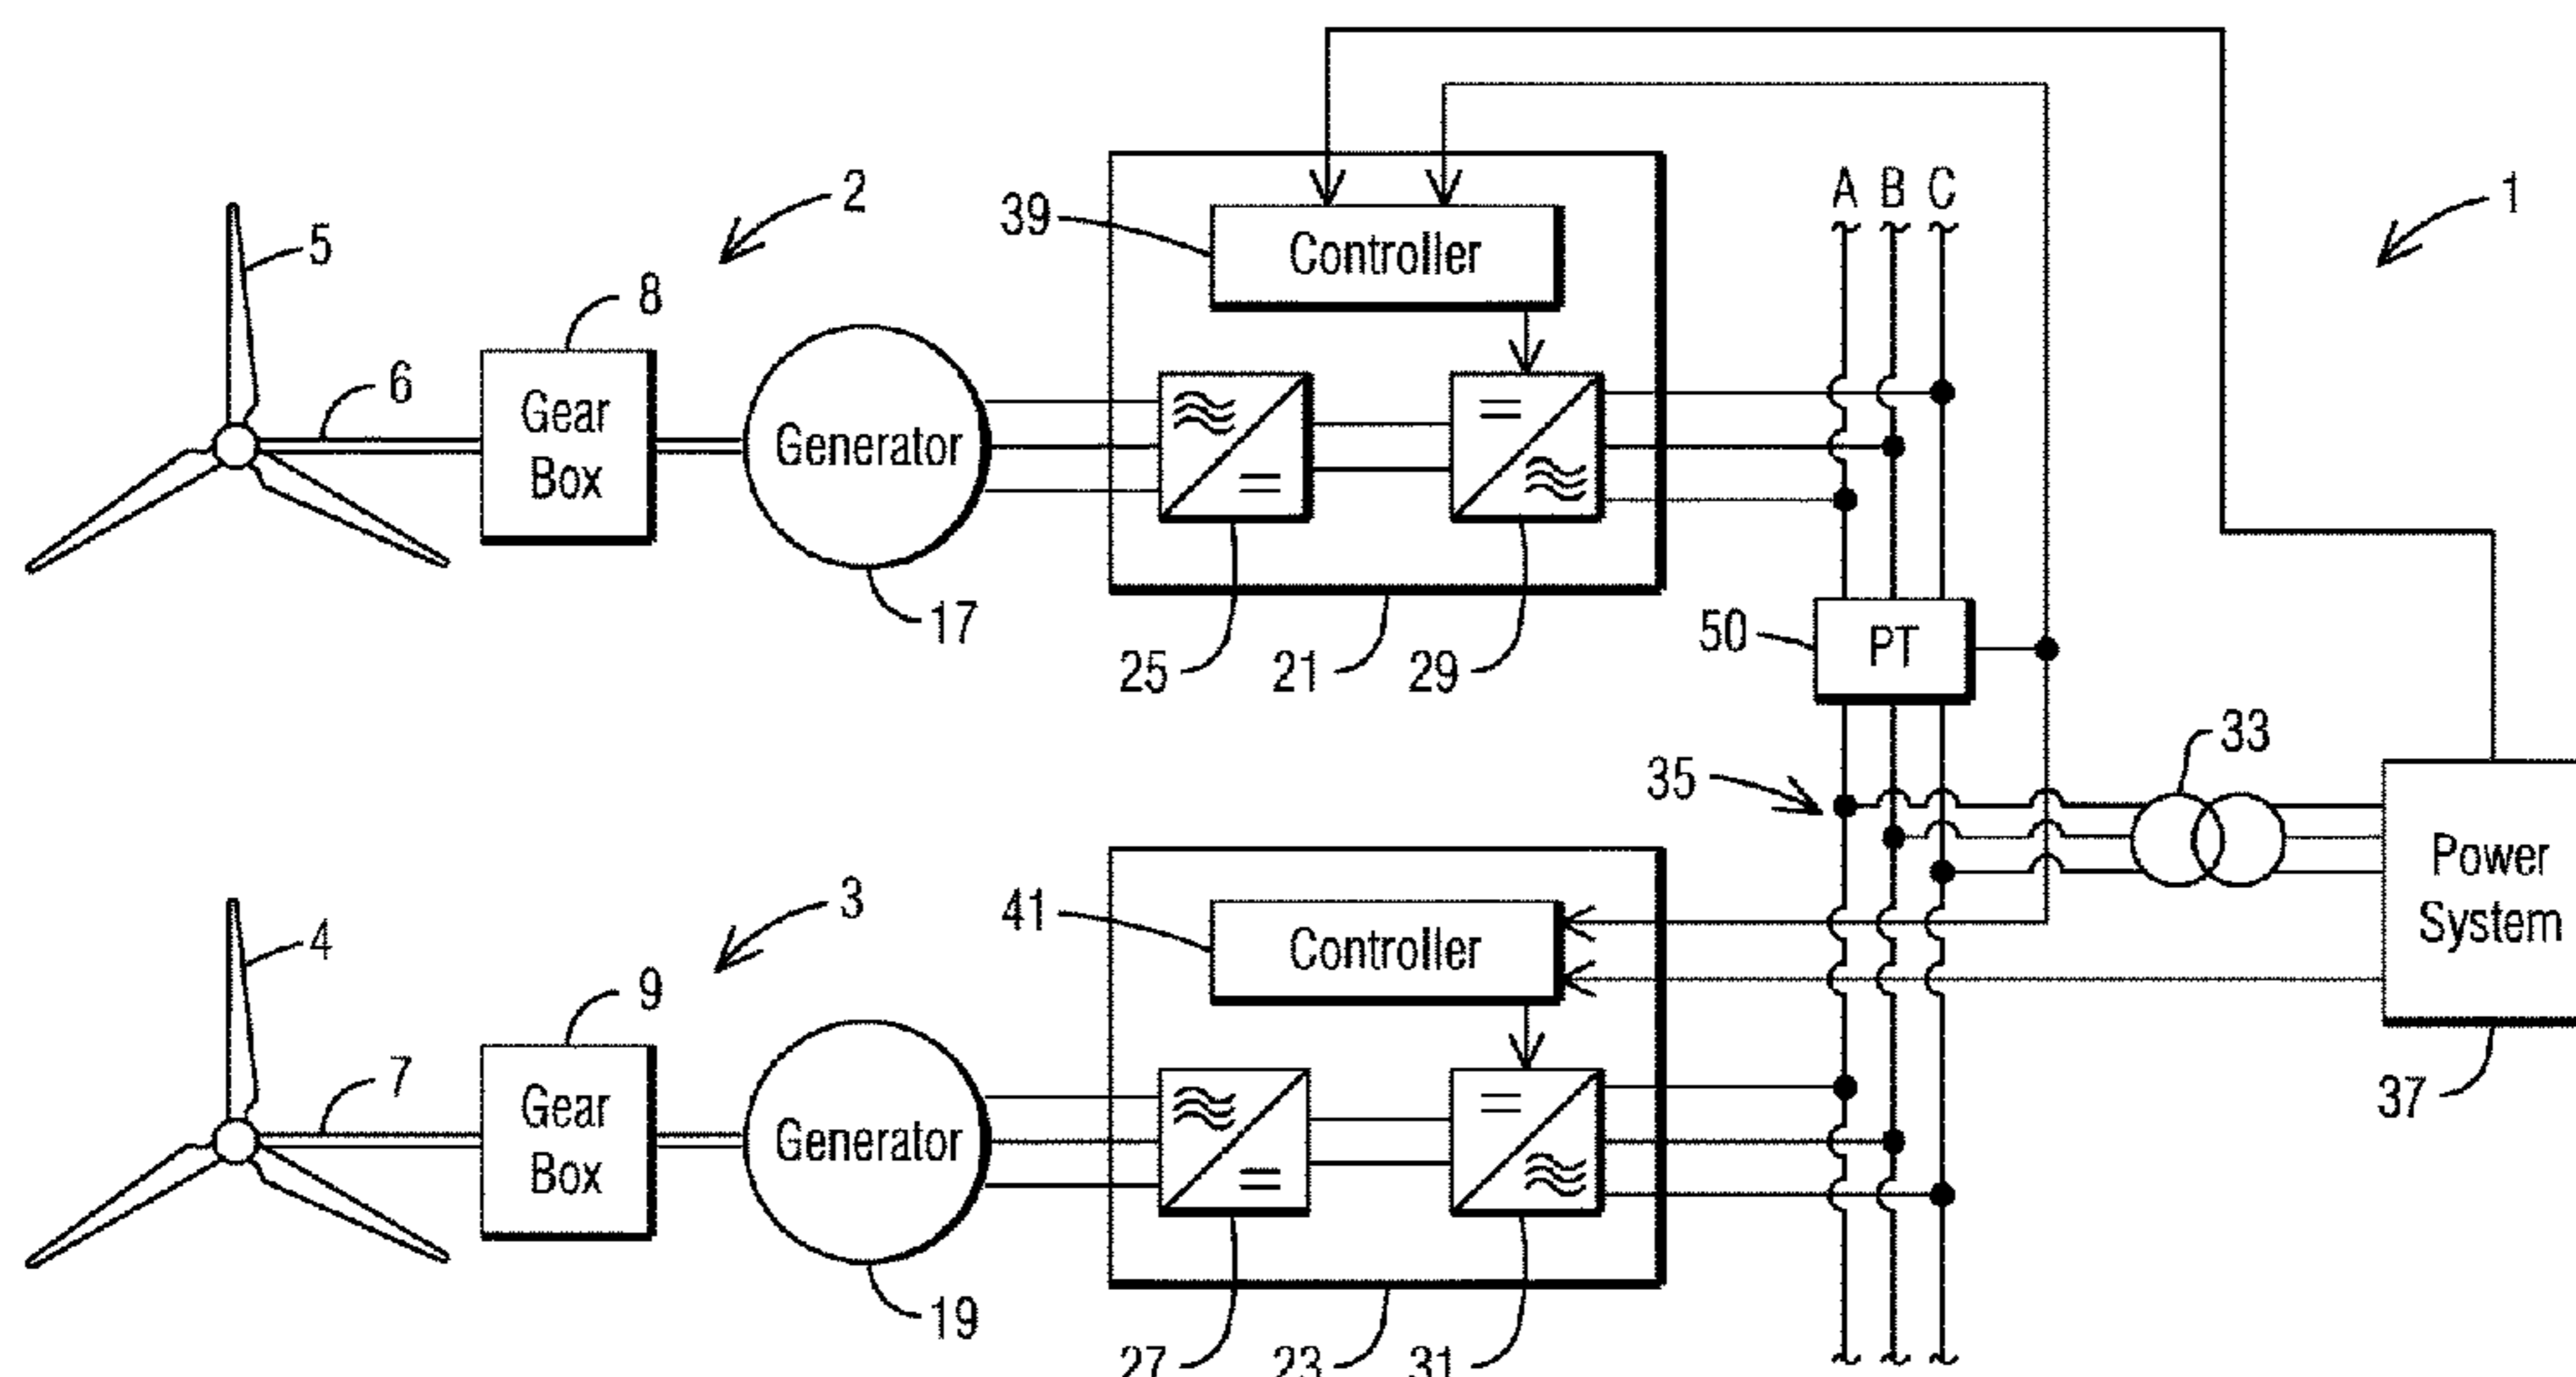 1
A B C
2
39
Controller
5
8
6
Gear
Box
Generator
17
25
21
29
50
PT
33
35
Power
System
37
3
41
Controller
4
9
7
Gear
Box
Generator
19
27
23
31